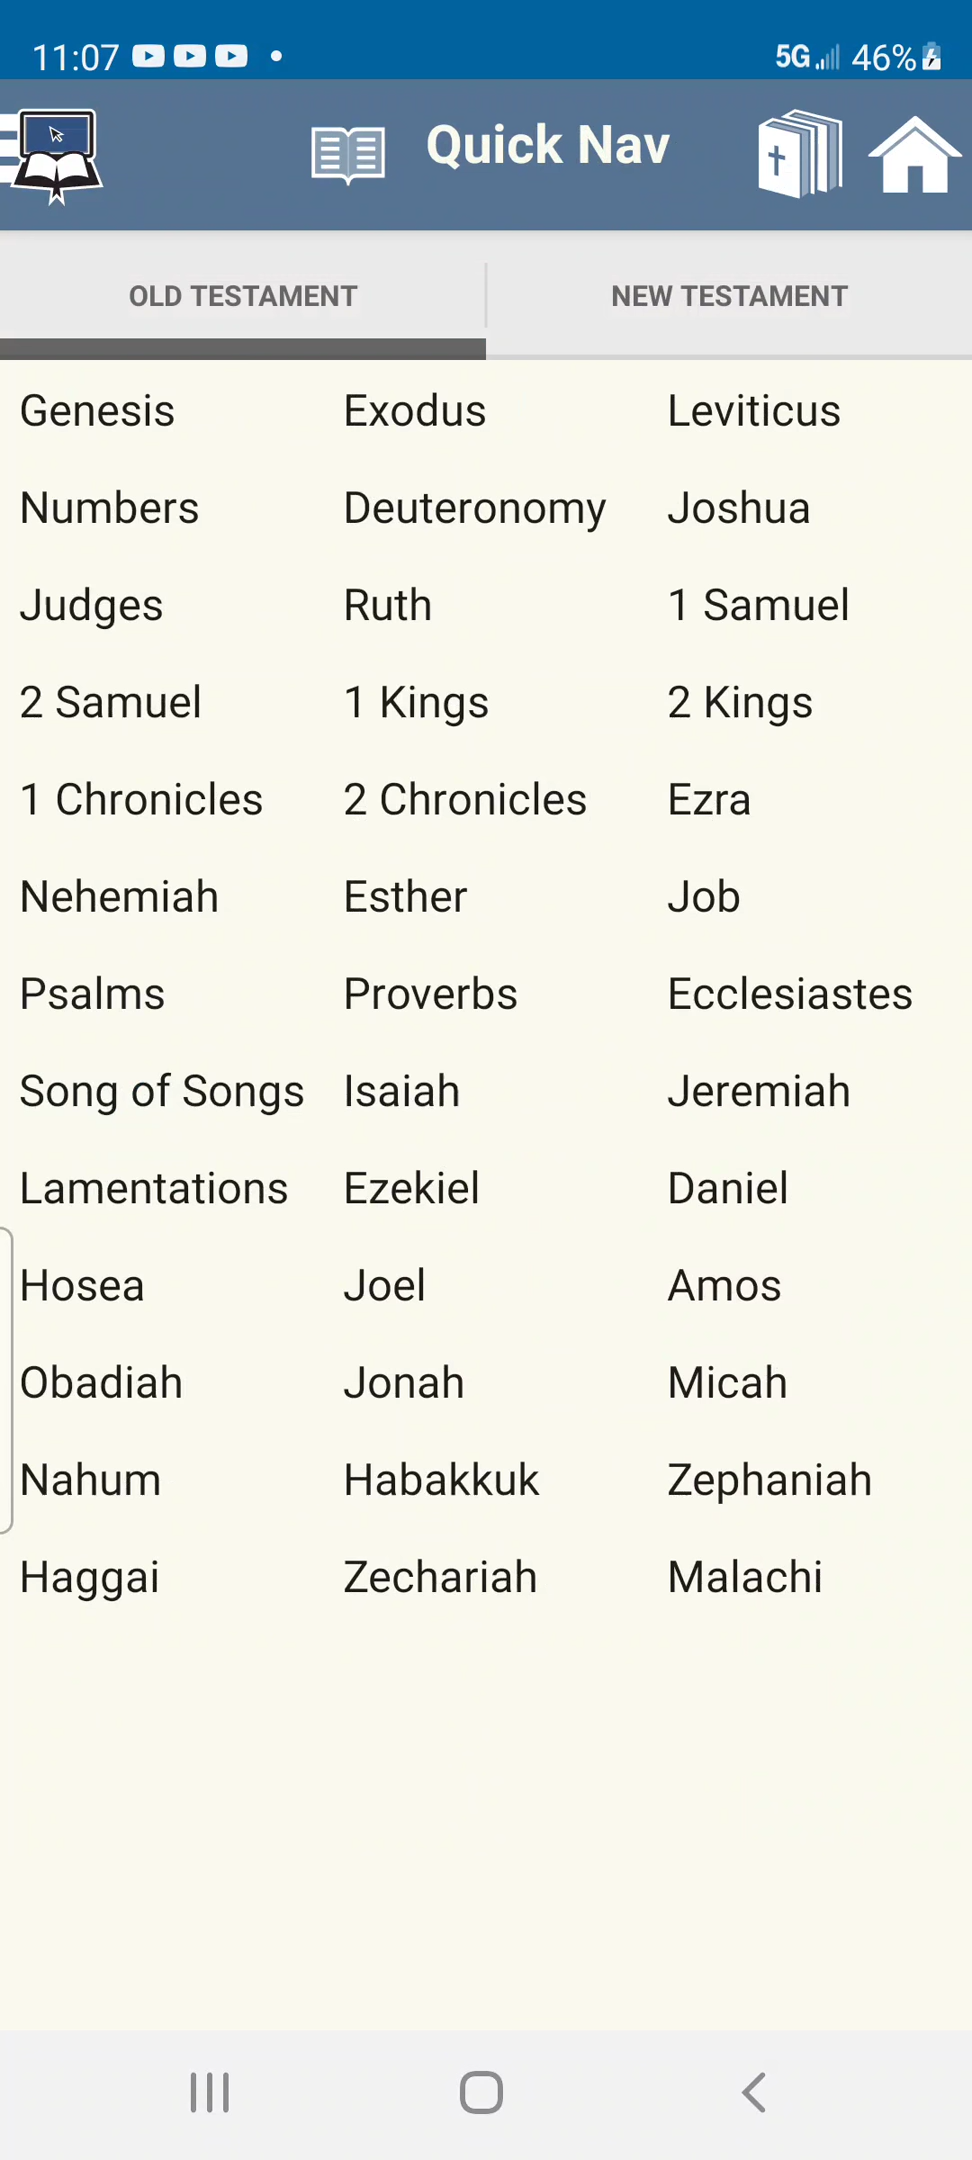 11:07 5G 46%
Quick Nav
OLD TESTAMENT NEW TESTAMENT
Genesis Exodus Leviticus
Numbers Deuteronomy Joshua
Judges Ruth 1 Samuel
2 Samuel 1 Kings 2 Kings
1 Chronicles 2 Chronicles Ezra
Nehemiah Esther Job
Psalms Proverbs Ecclesiastes
Song of Songs Isaiah Jeremiah
Lamentations Ezekiel Daniel
Hosea Joel Amos
Obadiah Jonah Micah
Nahum Habakkuk Zephaniah
Haggai Zechariah Malachi